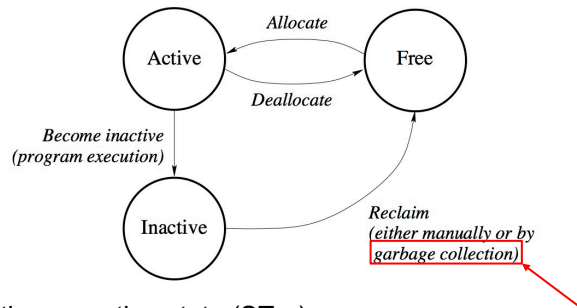 Allocate
Active
Free
Deallocate
Become inactive
(program execution)
Inactive
Reclaim
(either manually or by
garbage collection)